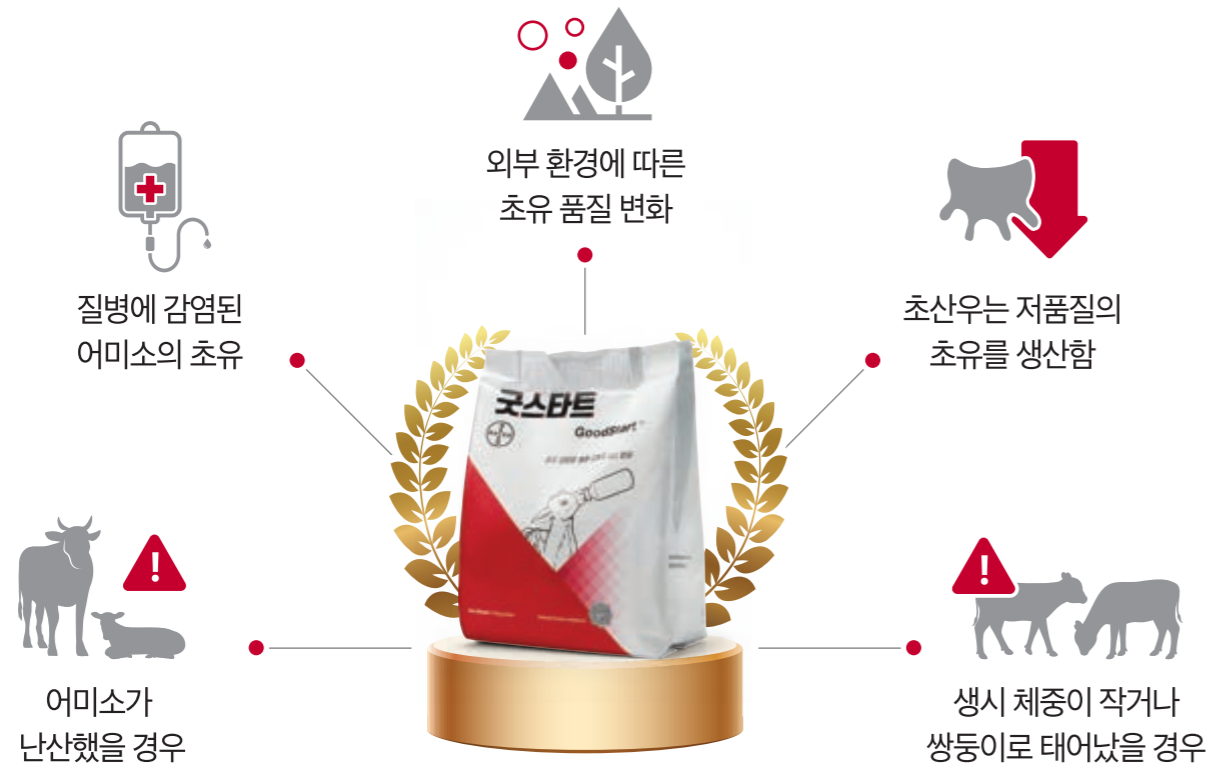 외부 환경에 따른
초유 품질 변화
질병에 감염된
어미소의 초유
초산우는 저품질의
초유를 생산함
굿스타트
GoodStart
어미소가
난산했을 경우
생시 체중이 작거나
쌍둥이로 태어났을 경우